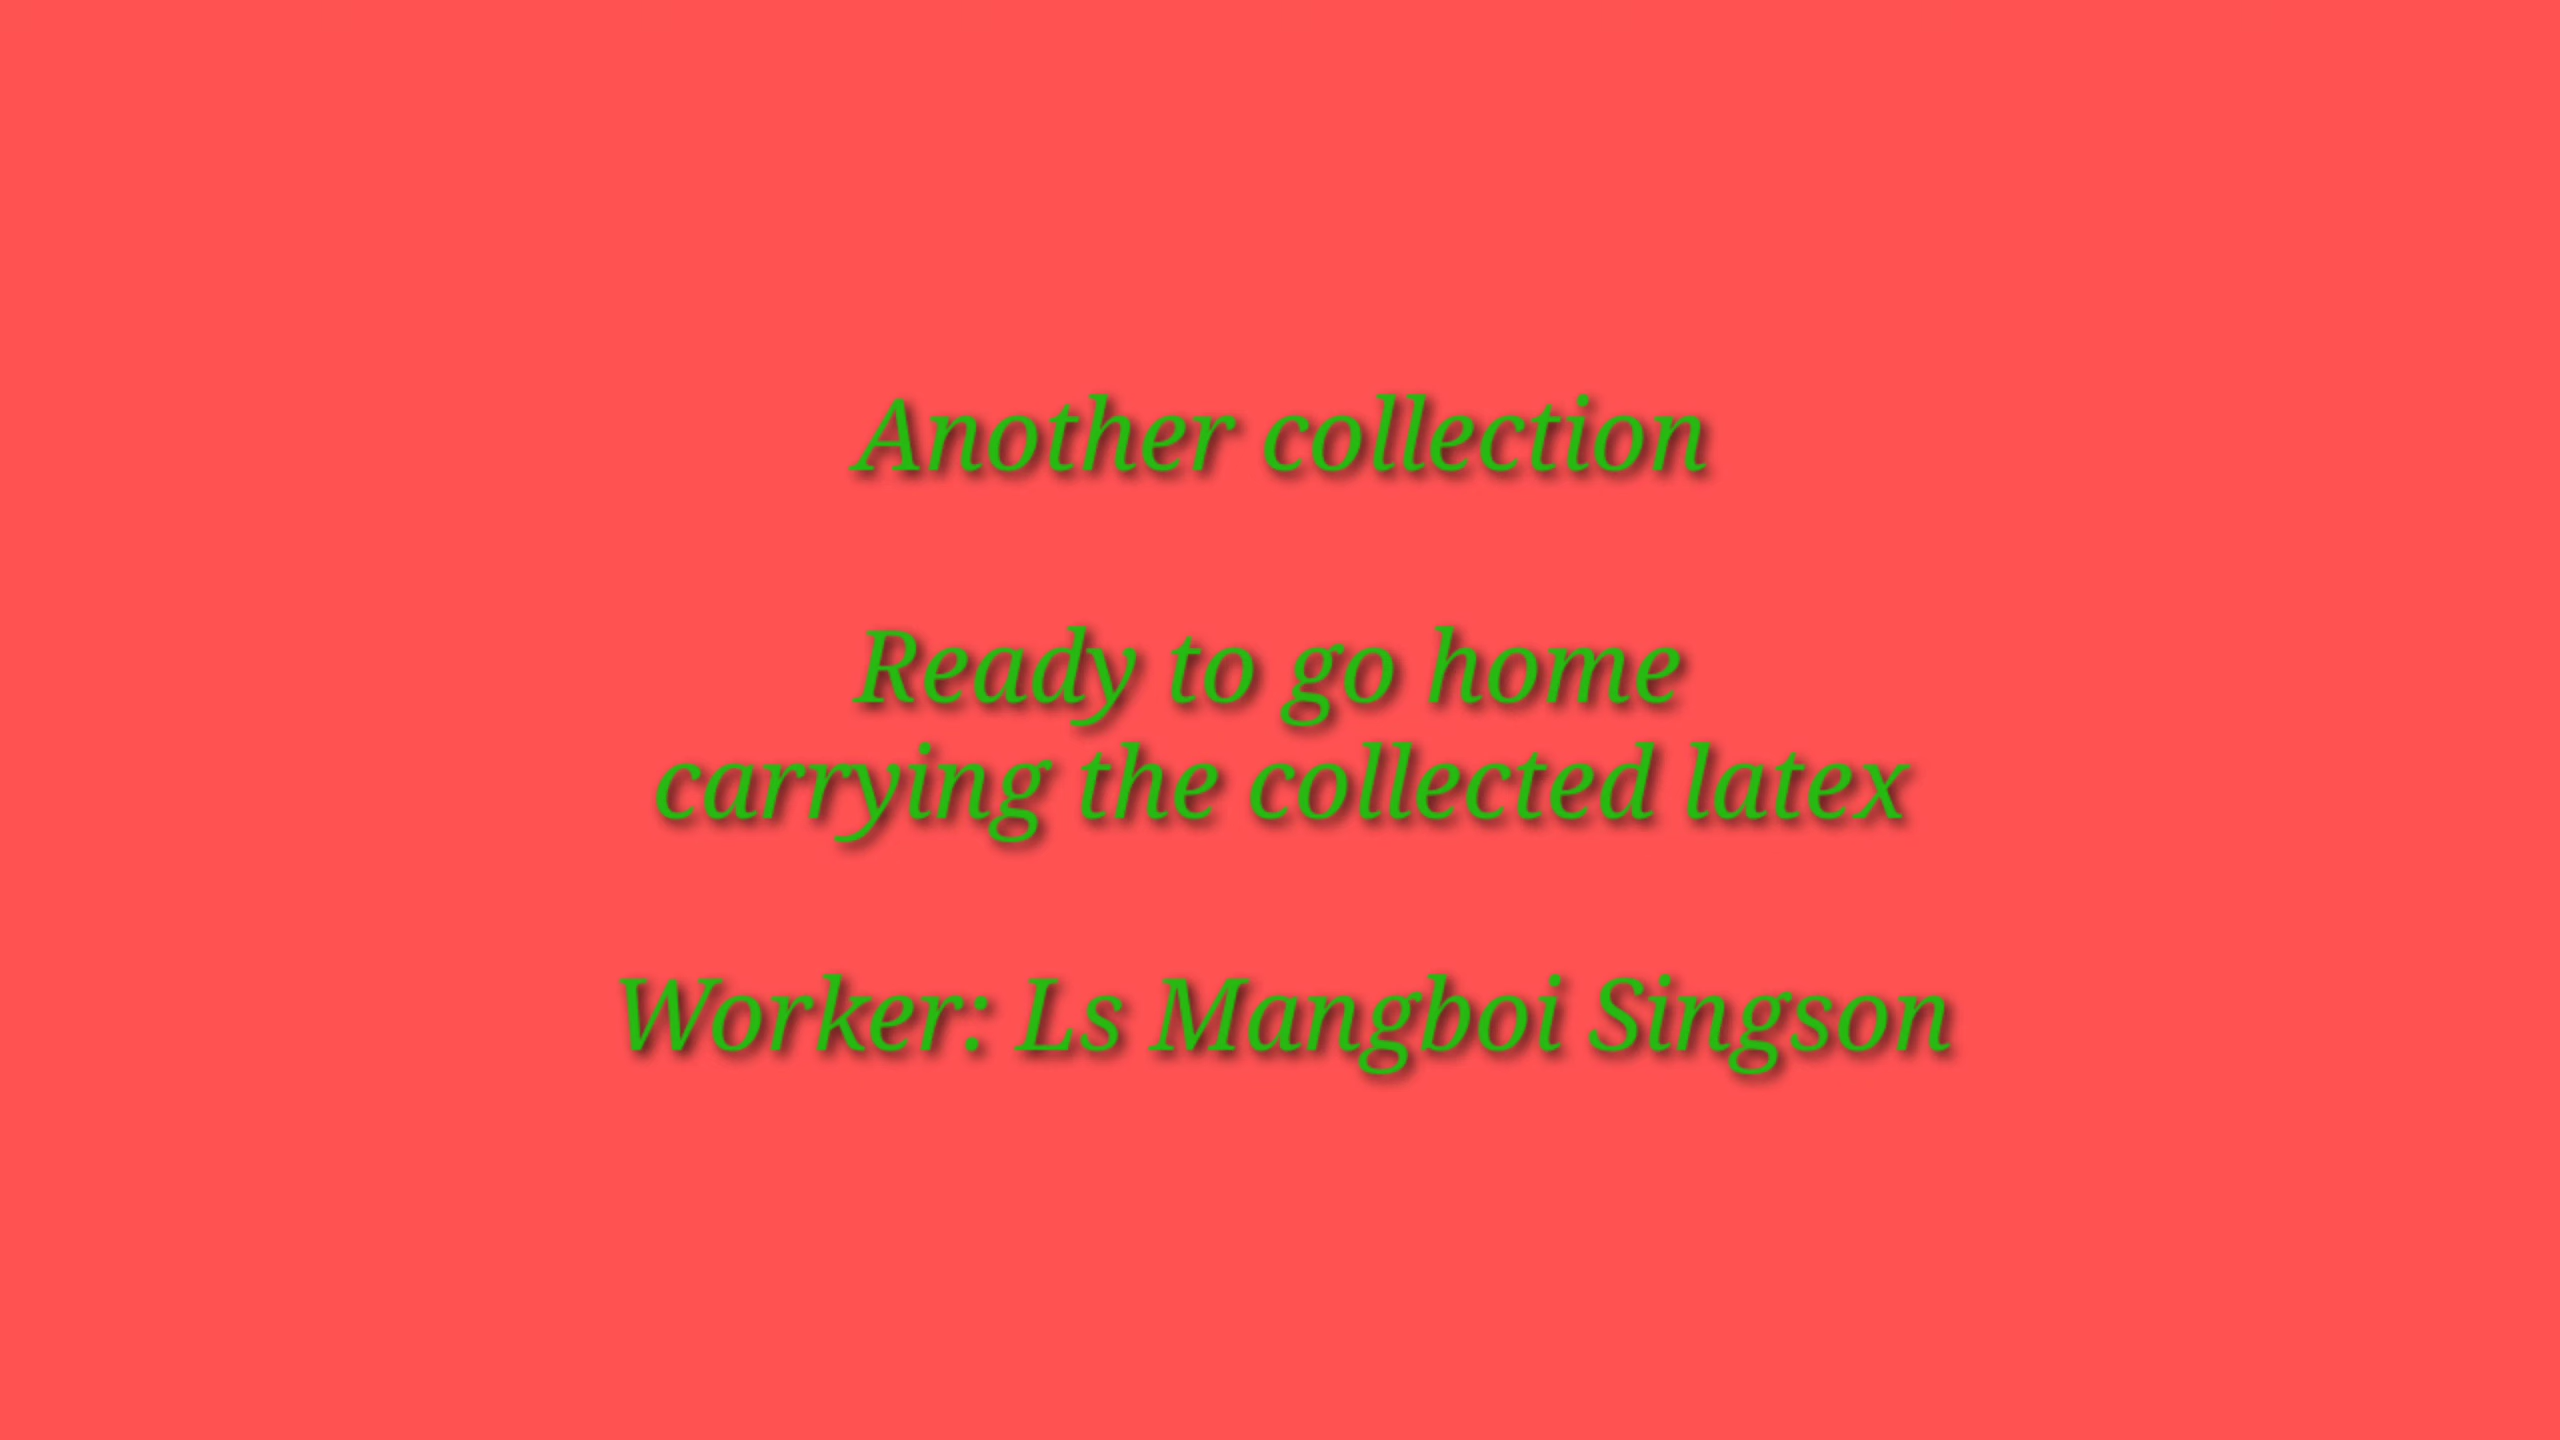 Another collection
Ready to go home
carrying the collected latex
Worker: Ls Mangboi Singson